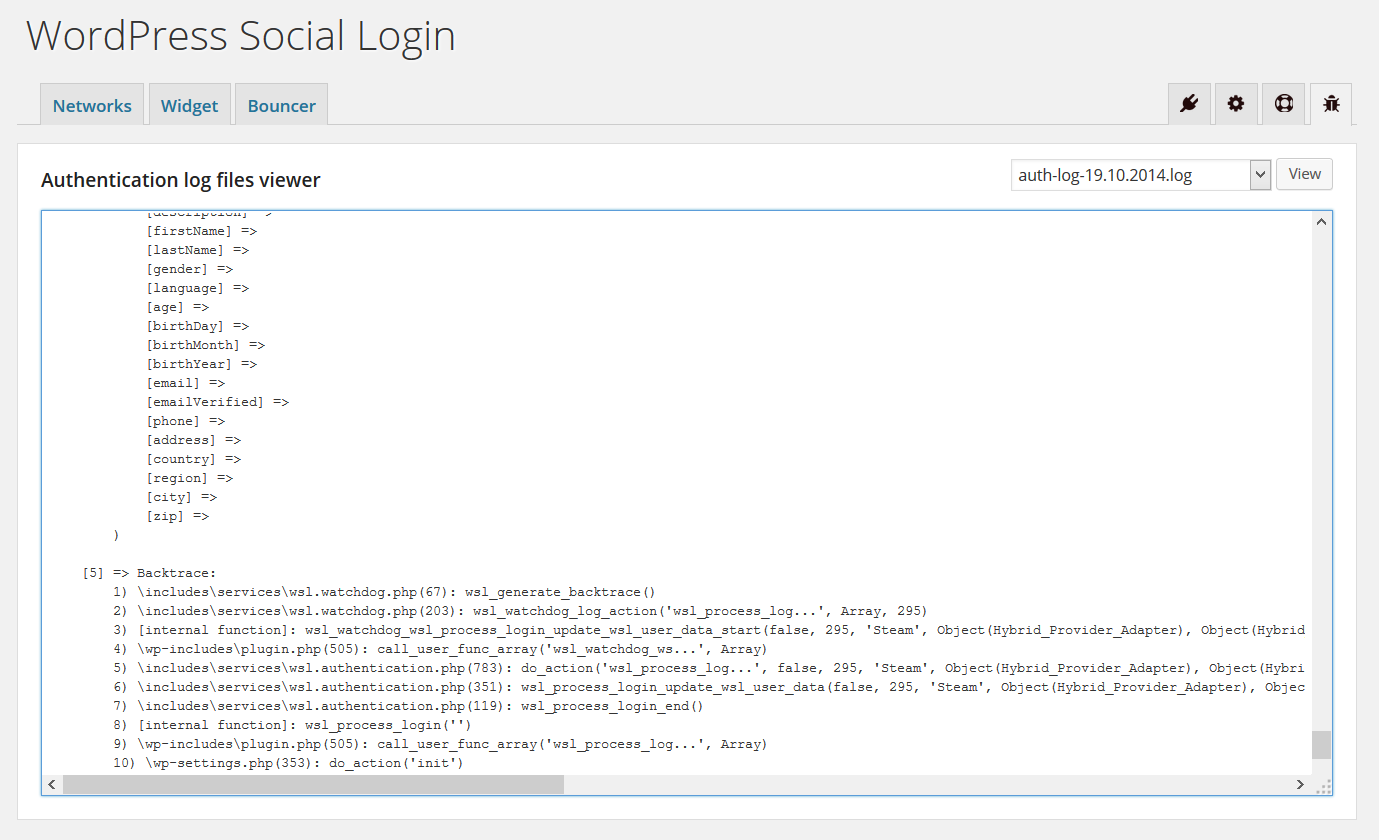 WordPress Social Login
Networks Widget Bouncer
Authentication log files viewer
auth-log-19.10.2014.log View
[description] =>
[firstName] =>
[lastName] =>
[gender] =>
[language] =>
[age] =>
[birthDay] =>
[birthMonth] =>
[birthYear] =>
[email] =>
[emailVerified] =>
[phone] =>
[address] =>
[country] =>
[region] =>
[city] =>
[zip] =>
)
[5] => Backtrace:
1) \includes\services\wsl.watchdog.php(67): wsl_generate_backtrace()
2) \includes\services\wsl.watchdog.php(203): wsl_watchdog_log_action('wsl_process_log...', Array, 295)
3) [internal function]: wsl_watchdog_wsl_process_login_update_wsl_user_data_start(false, 295, 'Steam', Object(Hybrid_Provider_Adapter), Object(Hybrid
4) \wp-includes\plugin.php(505): call_user_func_array('wsl_watchdog_ws...', Array)
5) \includes\services\wsl.authentication.php(783): do_action('wsl_process_log...', false, 295, 'Steam', Object(Hybrid_Provider_Adapter), Object(Hybri
6) \includes\services\wsl.authentication.php(351): wsl_process_login_update_wsl_user_data(false, 295, 'Steam', Object(Hybrid_Provider_Adapter), Objec
7) \includes\services\wsl.authentication.php(119): wsl_process_login_end()
8) [internal function]: wsl_process_login('')
9) \wp-includes\plugin.php(505): call_user_func_array('wsl_process_log...', Array)
10) \wp-settings.php(353): do_action('init')